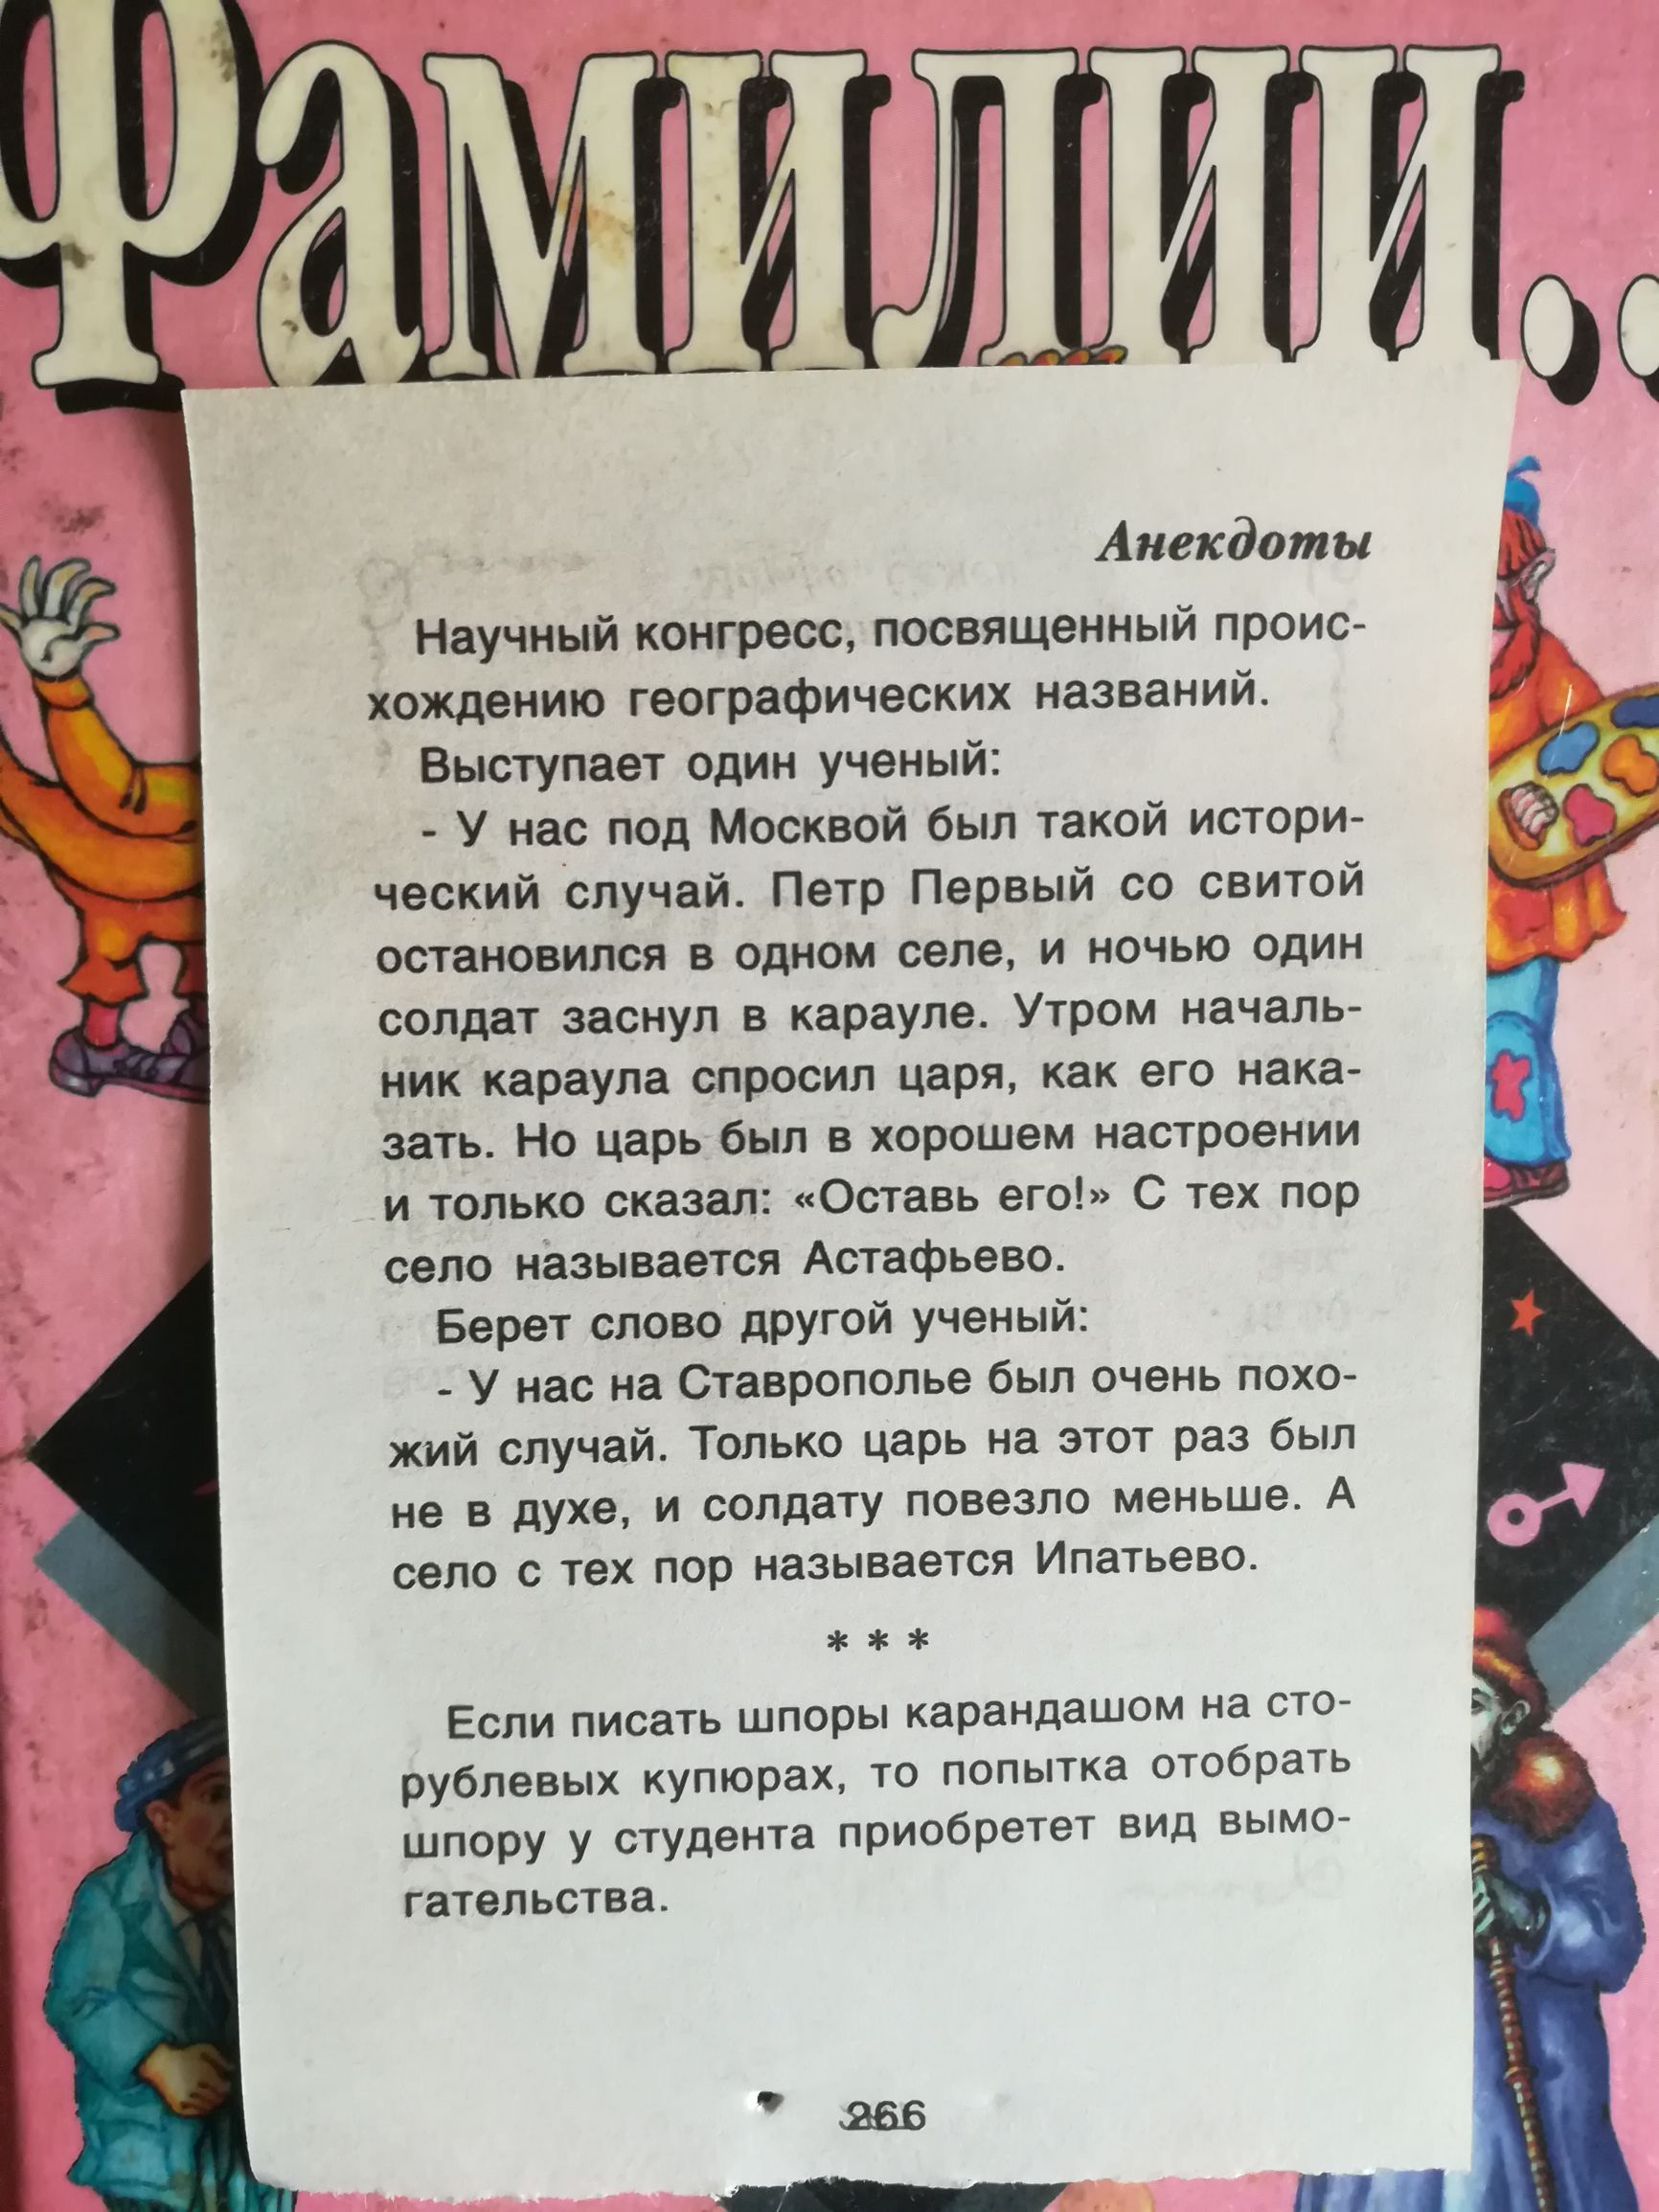 Фамилии..
Анекдоты
Научный конгресс, посвященный проис-
хождению географических названий.
Выступает один ученый:
- У нас под Москвой был такой истори-
ческий случай. Петр Первый со свитой
остановился в одном селе, и ночью один
солдат заснул в карауле. Утром началь-
ник караула спросил царя, как его нака-
зать. Но царь был в хорошем настроении
и только сказал: «Оставь его!» С тех пор
село называется Астафьево.
Берет слово другой ученый:
- У нас на Ставрополье был очень похо-
жий случай. Только царь на этот раз был
не в духе, и солдату повезло меньше. А
село с тех пор называется Ипатьево.
* * *
Если писать шпоры карандашом на сто-
рублевых купюрах, то попытка отобрать
шпору у студента приобретет вид вымо-
гательства.
266